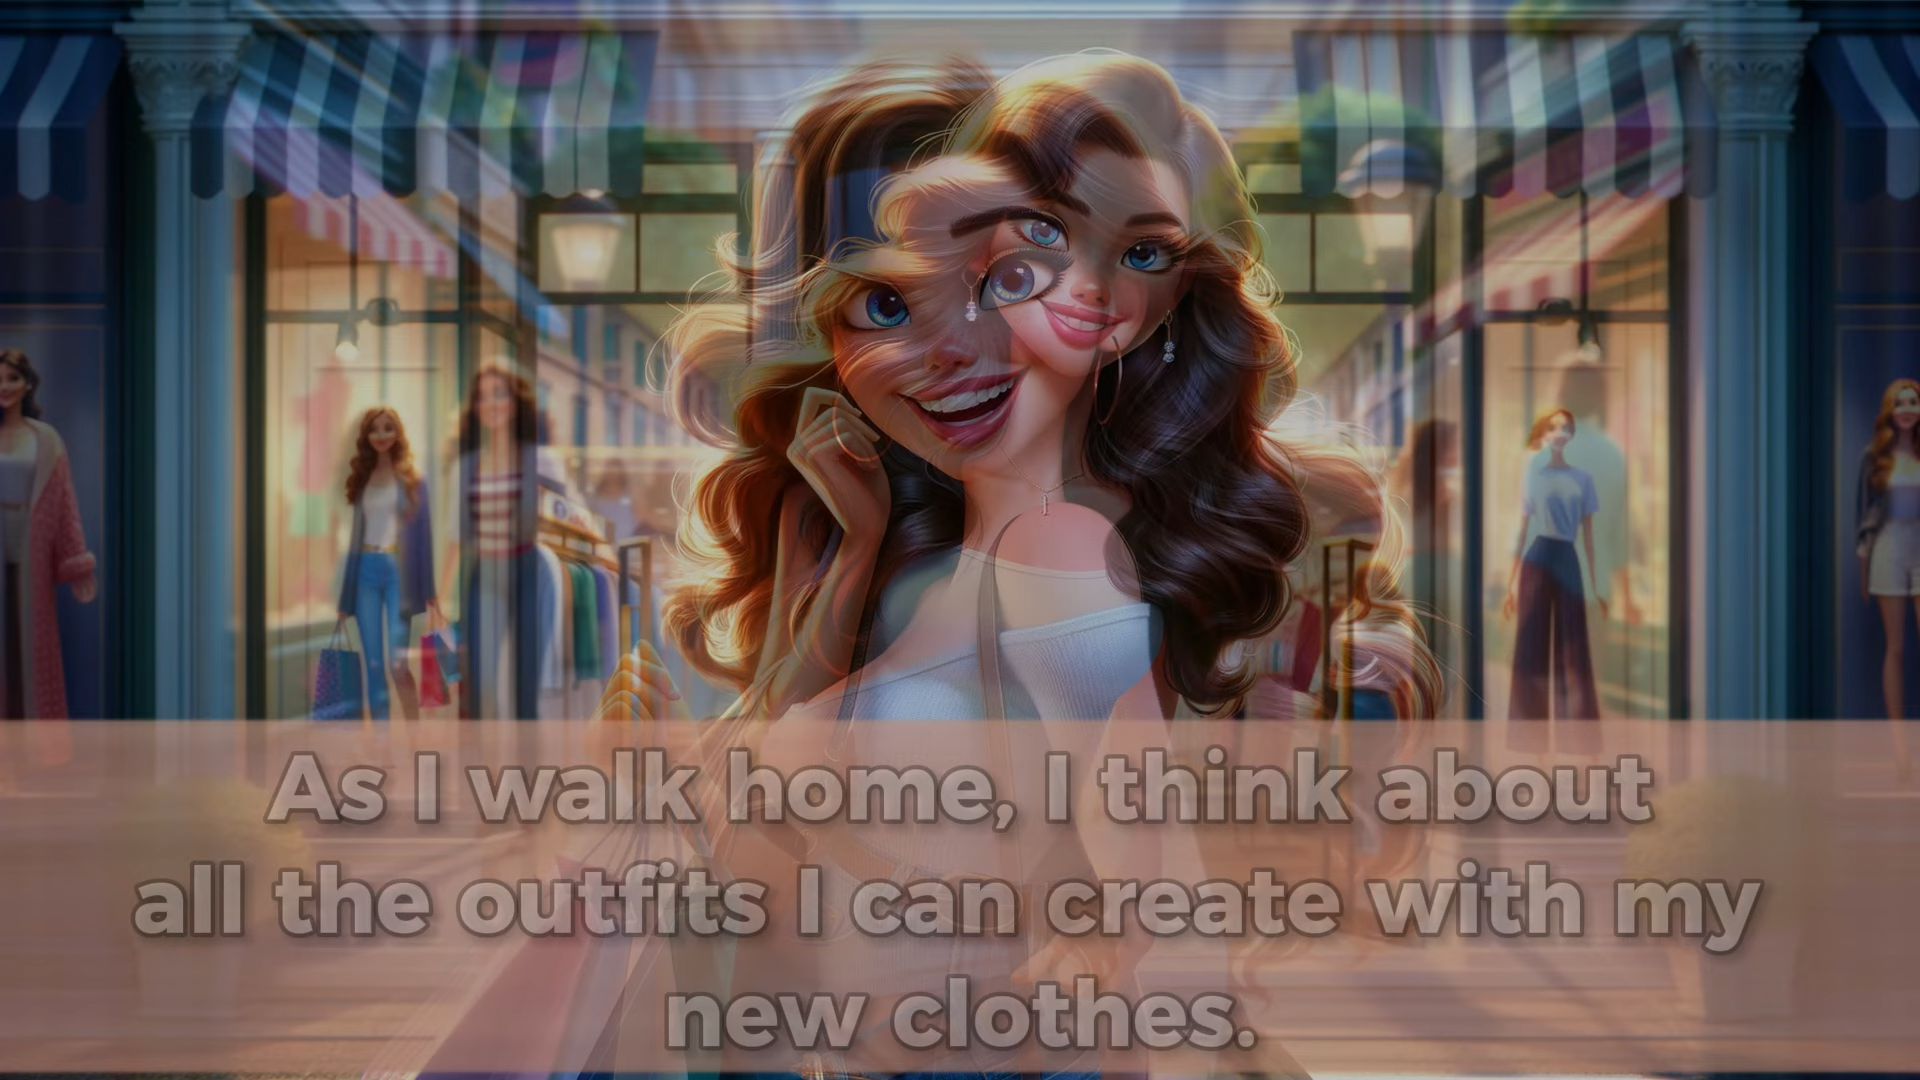 As I walk home, I think about
all the outfits I can create with my
new clothes.